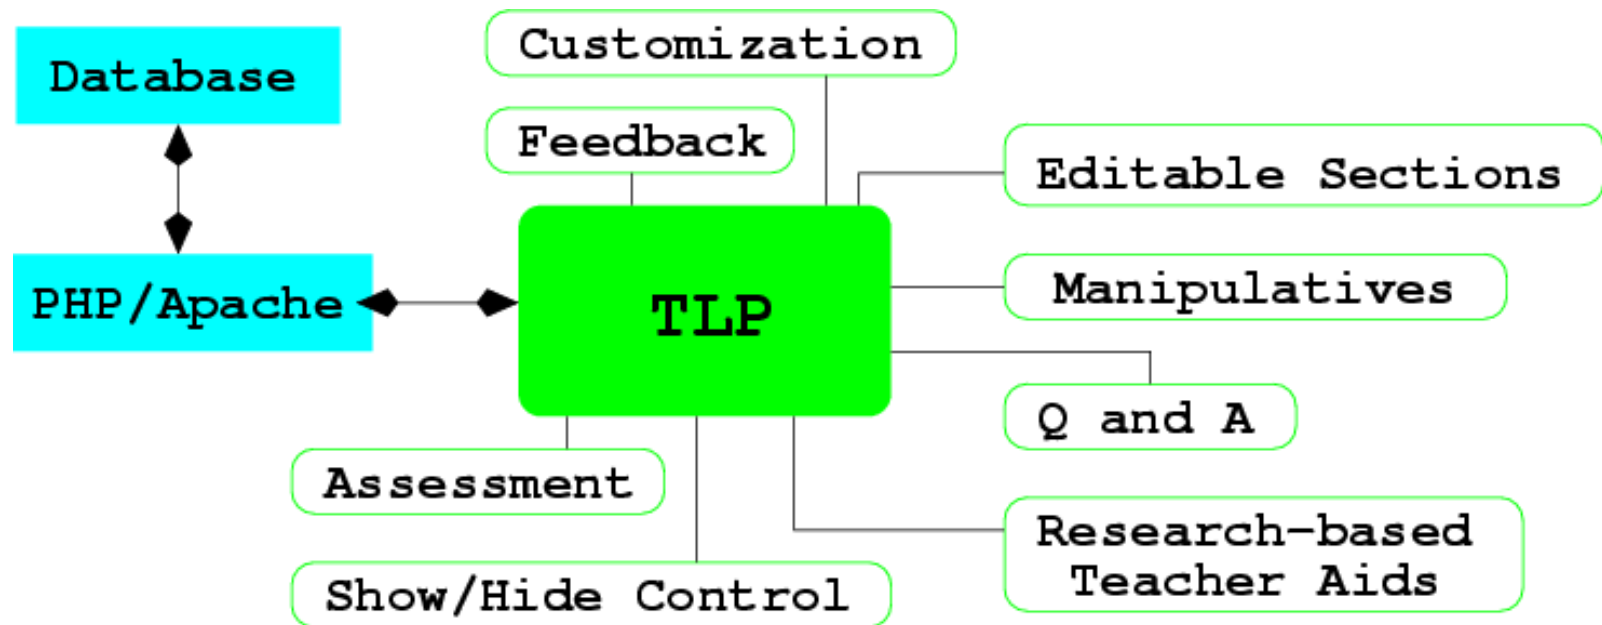 Customization
Database
Feedback
Editable Sections
Manipulatives
PHP/Apache
TLP
Q and A
Assessment
Research-based
Teacher Aids
Show/Hide Control